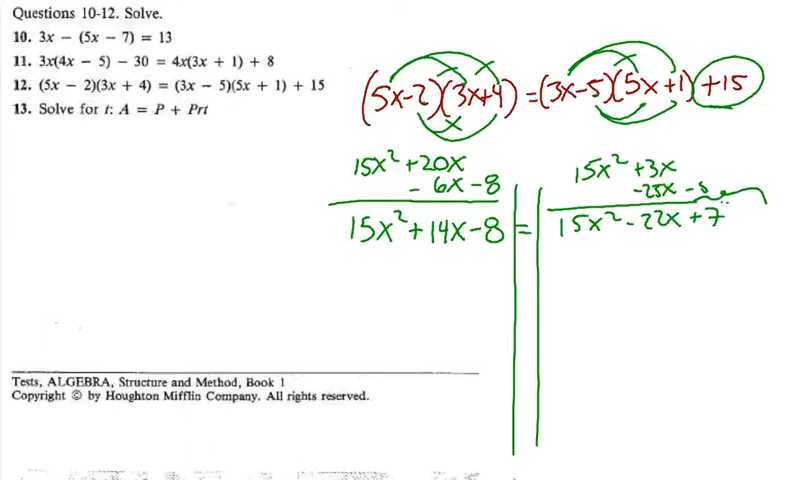 Questions 10-12. Solve.
10. 3x − (5x − 7) = 13
11. 3x(4x − 5) − 30 = 4x(3x + 1) + 8
12. (5x − 2)(3x + 4) = (3x − 5)(5x + 1) + 15
13. Solve for t: A = P + Prt
(5x-2)(3x+4) = (3x-5)(5x+1) +15
15x² +20x
- 6x -8
15x² + 14x - 8 =
15x² +3x
-25x
15x² - 22x + 7
Tests, ALGEBRA, Structure and Method, Book 1
Copyright © by Houghton Mifflin Company. All rights reserved.